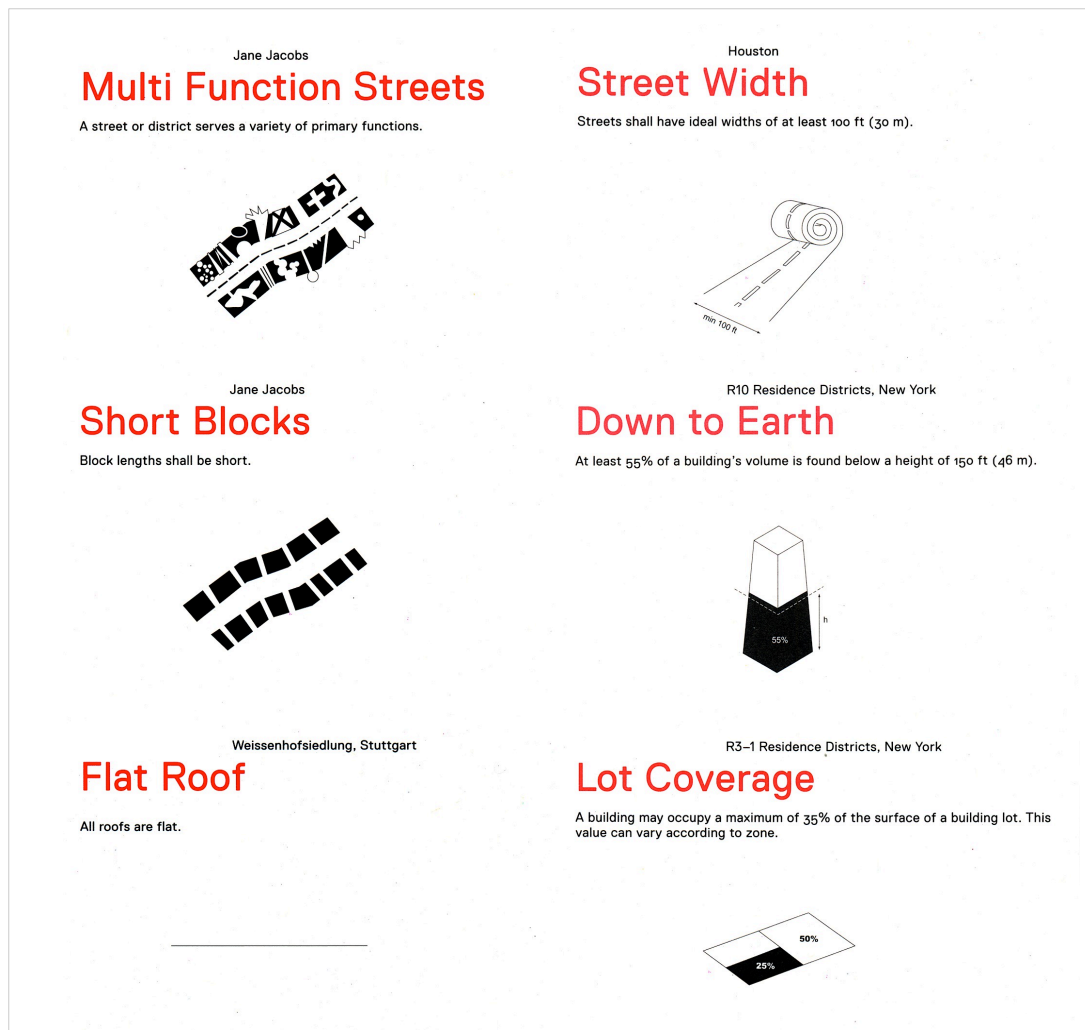 Jane Jacobs
Multi Function Streets
A street or district serves a variety of primary functions.
Houston
Street Width
Streets shall have ideal widths of at least 100 ft (30 m).
min 100 ft
Jane Jacobs
Short Blocks
Block lengths shall be short.
R10 Residence Districts, New York
Down to Earth
At least 55% of a building's volume is found below a height of 150 ft (46 m).
h
55%
Weissenhofsiedlung, Stuttgart
Flat Roof
All roofs are flat.
R3–1 Residence Districts, New York
Lot Coverage
A building may occupy a maximum of 35% of the surface of a building lot. This
value can vary according to zone.
50%
25%